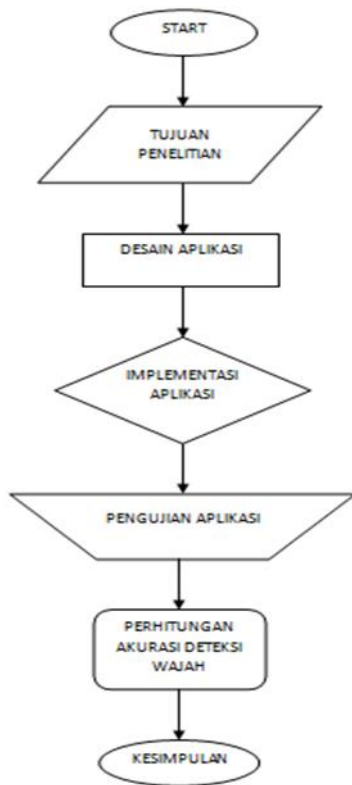 START
TUJUAN
PENELITIAN
DESAIN APLIKASI
IMPLEMENTASI
APLIKASI
PENGUJIAN APLIKASI
PERHITUNGAN
AKURASI DETEKSI
WAJAH
KESIMPULAN